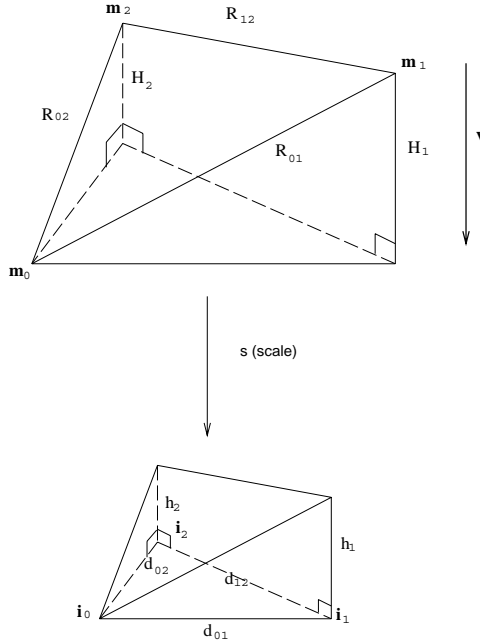 m₂
R₁₂
m₁
H₂
R₀₂
R₀₁
H₁
m₀
s (scale)
h₂
i₂
h₁
d₀₂
d₁₂
i₀
i₁
d₀₁